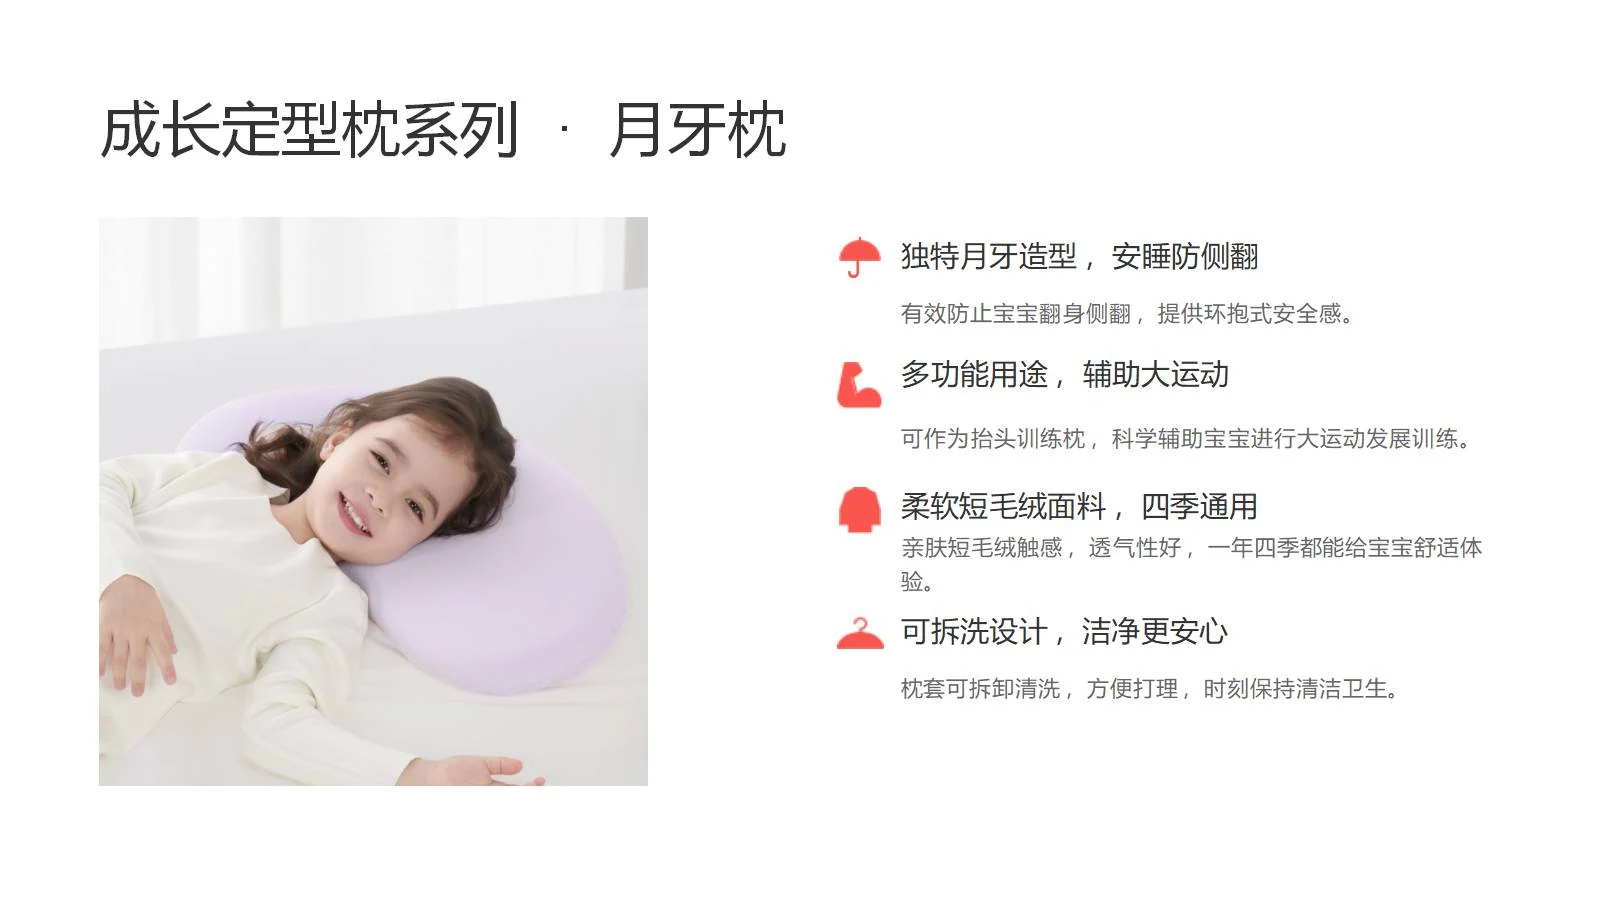 成长定型枕系列 · 月牙枕
独特月牙造型，安睡防侧翻
有效防止宝宝翻身侧翻，提供环抱式安全感。
多功能用途，辅助大运动
可作为抬头训练枕，科学辅助宝宝进行大运动发展训练。
柔软短毛绒面料，四季通用
亲肤短毛绒触感，透气性好，一年四季都能给宝宝舒适体
验。
可拆洗设计，洁净更安心
枕套可拆卸清洗，方便打理，时刻保持清洁卫生。